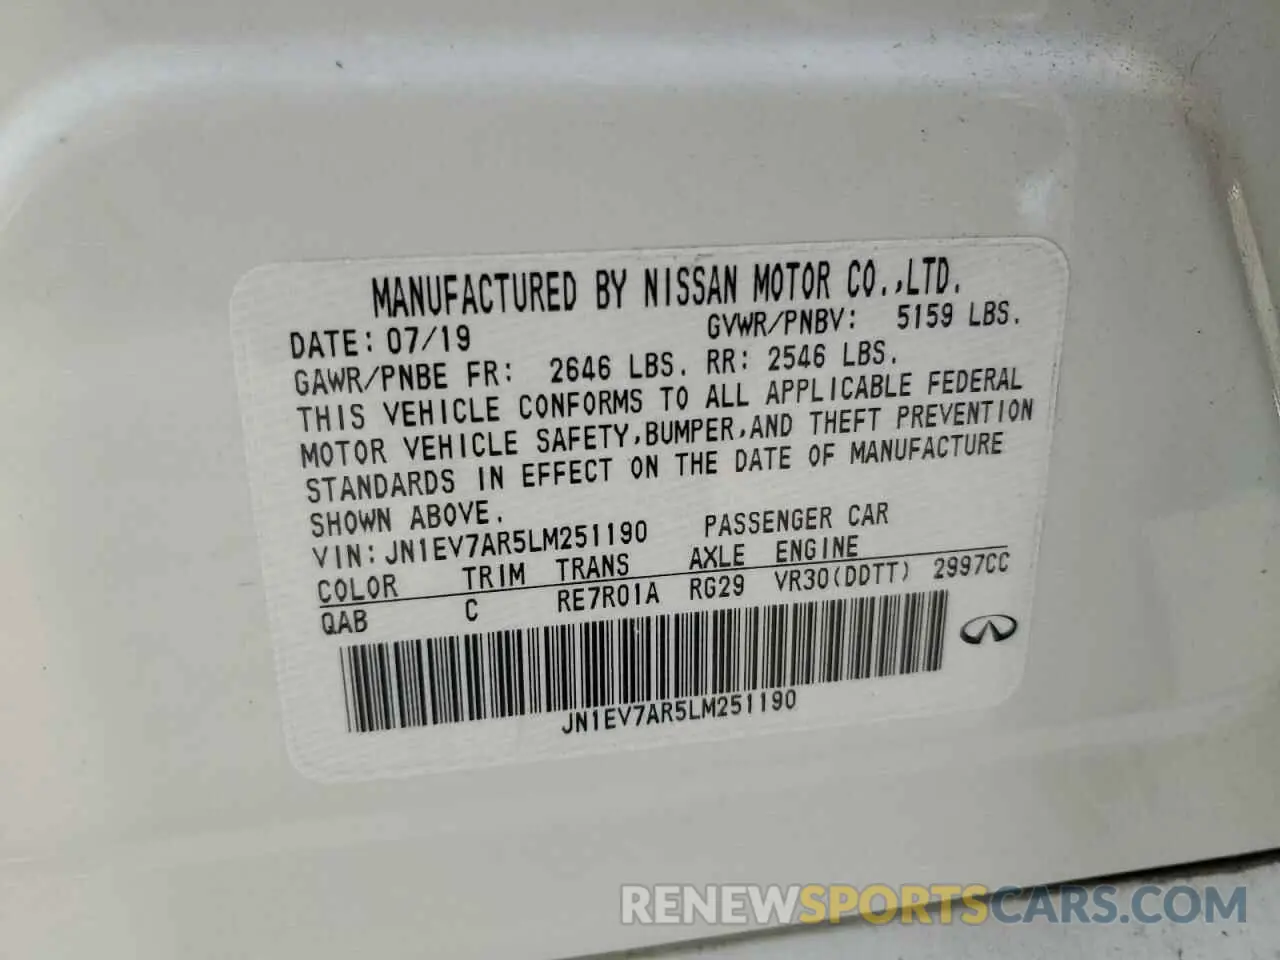 MANUFACTURED BY NISSAN MOTOR CO.,LTD.
DATE: 07/19 GVWR/PNBV: 5159 LBS.
GAWR/PNBE FR: 2646 LBS. RR: 2546 LBS.
THIS VEHICLE CONFORMS TO ALL APPLICABLE FEDERAL
MOTOR VEHICLE SAFETY,BUMPER,AND THEFT PREVENTION
STANDARDS IN EFFECT ON THE DATE OF MANUFACTURE
SHOWN ABOVE.
VIN: JN1EV7AR5LM251190 PASSENGER CAR
COLOR TRIM TRANS AXLE ENGINE
QAB C RE7R01A RG29 VR30(DDTT) 2997CC
JN1EV7AR5LM251190
RENEWSPORTSCARS.COM